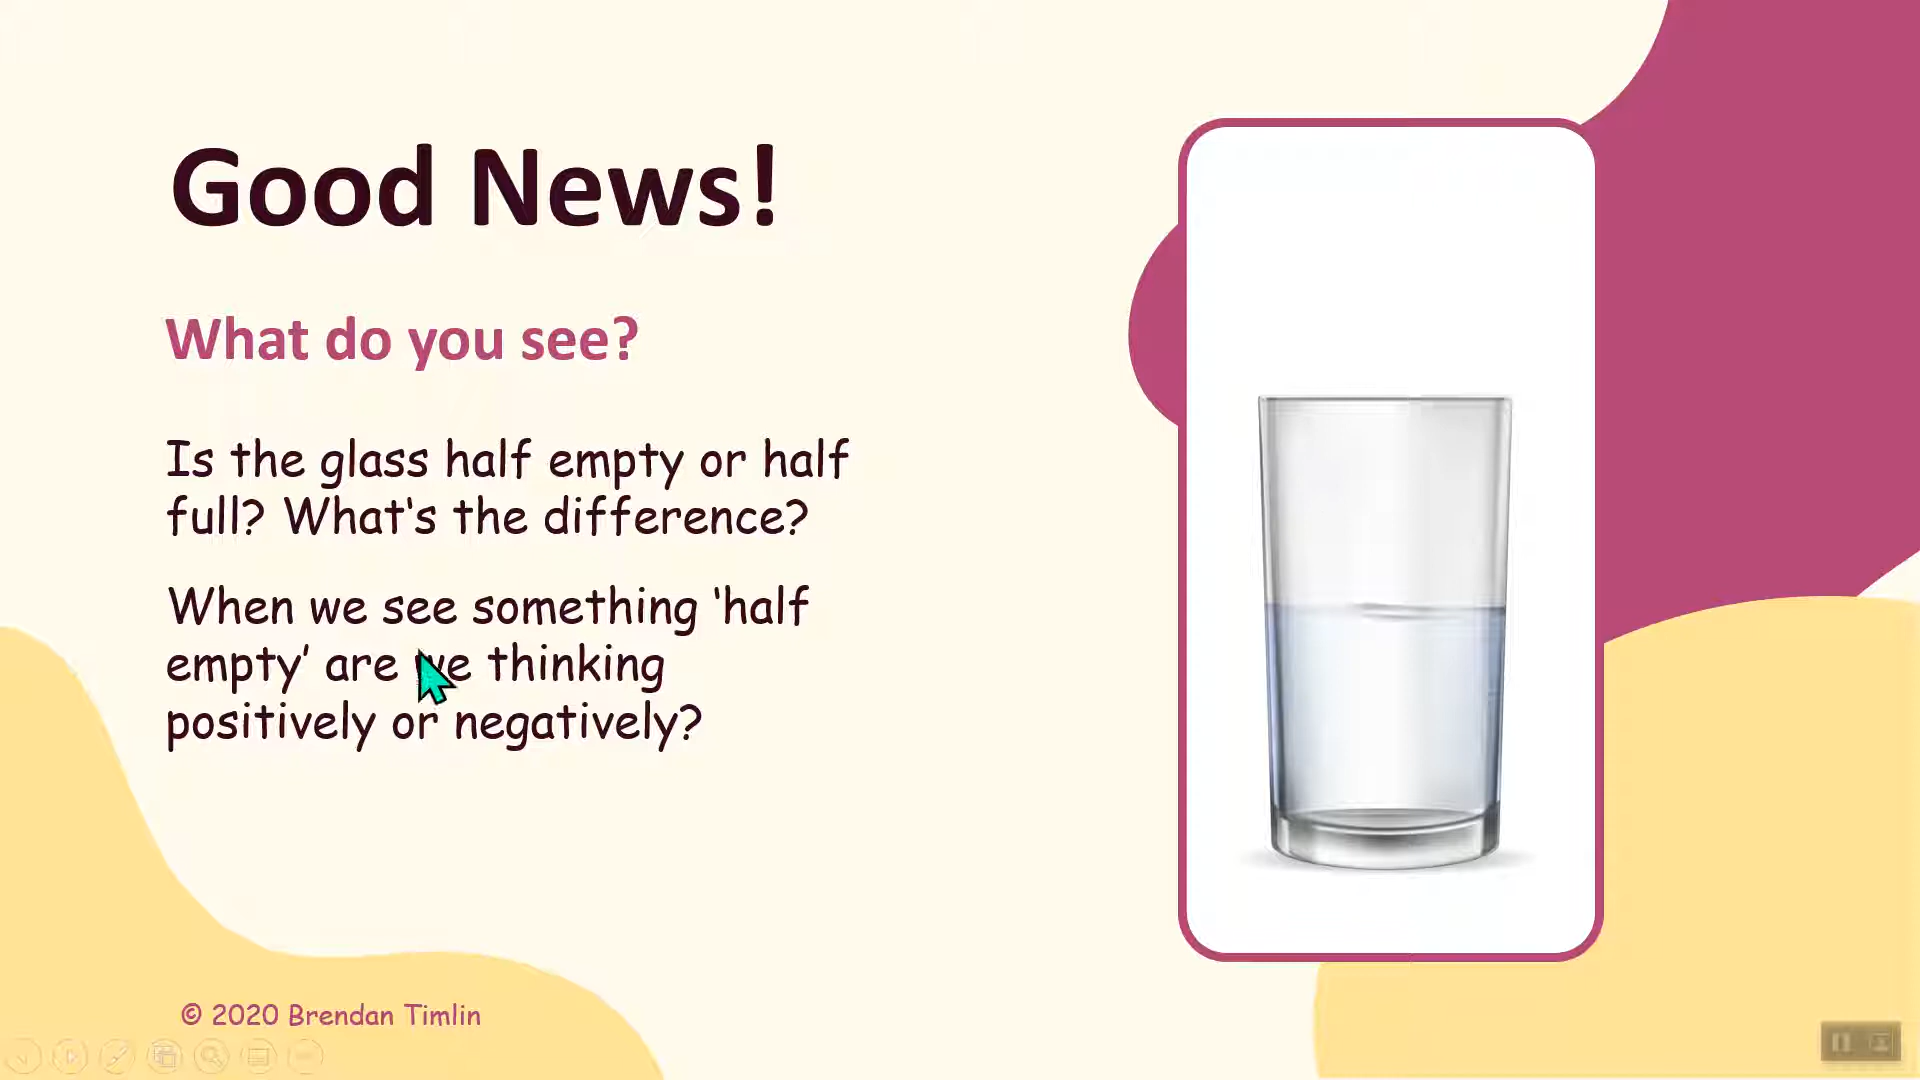 Good News!
What do you see?
Is the glass half empty or half
full? What's the difference?
When we see something ‘half
empty’ are we thinking
positively or negatively?
© 2020 Brendan Timlin